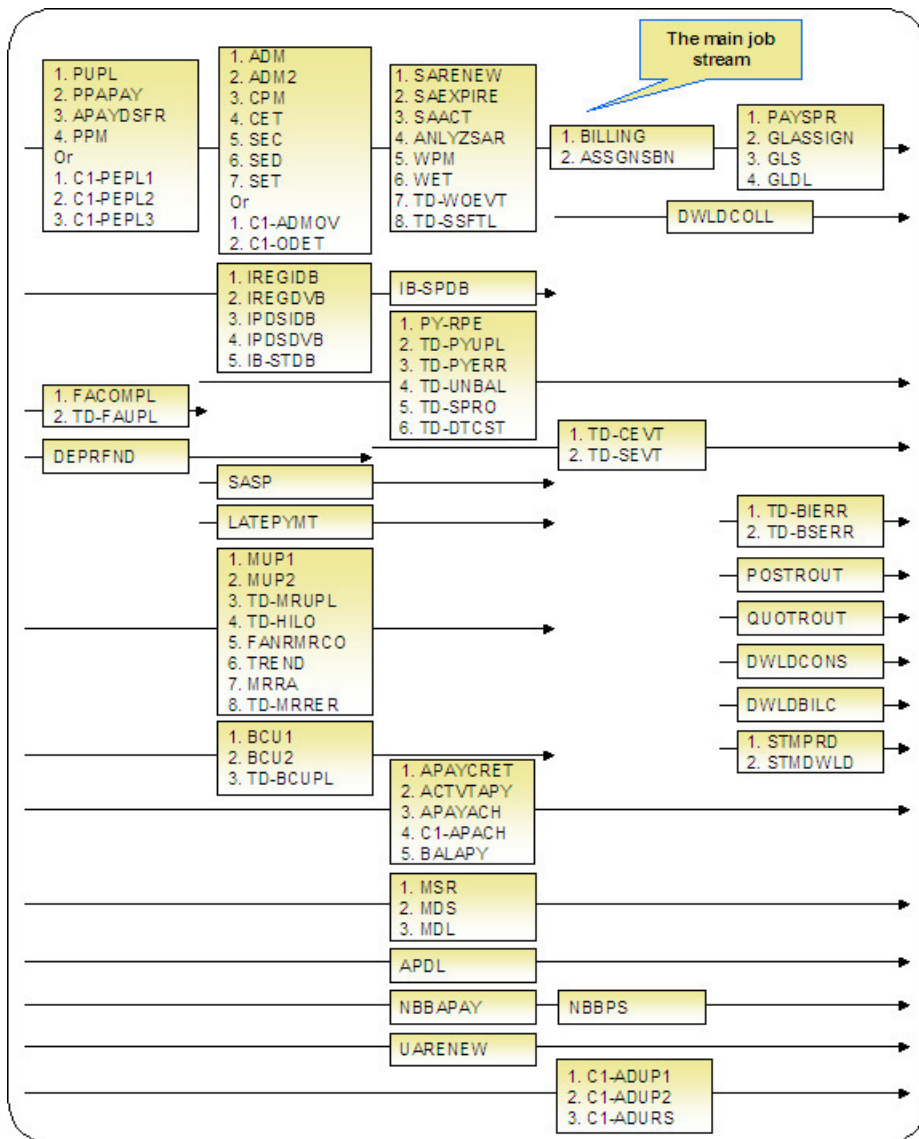 The main job
stream
1. PUPL
2. PPAPAY
3. APAYDSFR
4. PPM
Or
1. C1-PEPL1
2. C1-PEPL2
3. C1-PEPL3
1. ADM
2. ADM2
3. CPM
4. CET
5. SEC
6. SED
7. SET
Or
1. C1-ADMOV
2. C1-ODET
1. SARENEW
2. SAEXPIRE
3. SAACT
4. ANLYZSAR
5. WPM
6. WET
7. TD-WOEVT
8. TD-SSFTL
1. BILLING
2. ASSGNSBN
1. PAYSPR
2. GLASSIGN
3. GLS
4. GLDL
DWLDCOLL
1. IREGIDB
2. IREGDVB
3. IPDSIDB
4. IPDSDVB
5. IB-STDB
IB-SPDB
1. PY-RPE
2. TD-PYUPL
3. TD-PYERR
4. TD-UNBAL
5. TD-SPRO
6. TD-DTCST
1. FACOMPL
2. TD-FAUPL
DEPRFND
1. TD-CEVT
2. TD-SEVT
SASP
LATEPYMT
1. TD-BIERR
2. TD-BSERR
1. MUP1
2. MUP2
3. TD-MRUPL
4. TD-HILO
5. FANRMRCO
6. TREND
7. MRRA
8. TD-MRRER
POSTROUT
QUOTROUT
DWLDCONS
DWLDBILC
1. STMPRD
2. STMDWLD
1. BCU1
2. BCU2
3. TD-BCUPL
1. APAYCRET
2. ACTVTAPY
3. APAYACH
4. C1-APACH
5. BALAPY
1. MSR
2. MDS
3. MDL
APDL
NBBAPAY
NBBPS
UARENEW
1. C1-ADUP1
2. C1-ADUP2
3. C1-ADURS